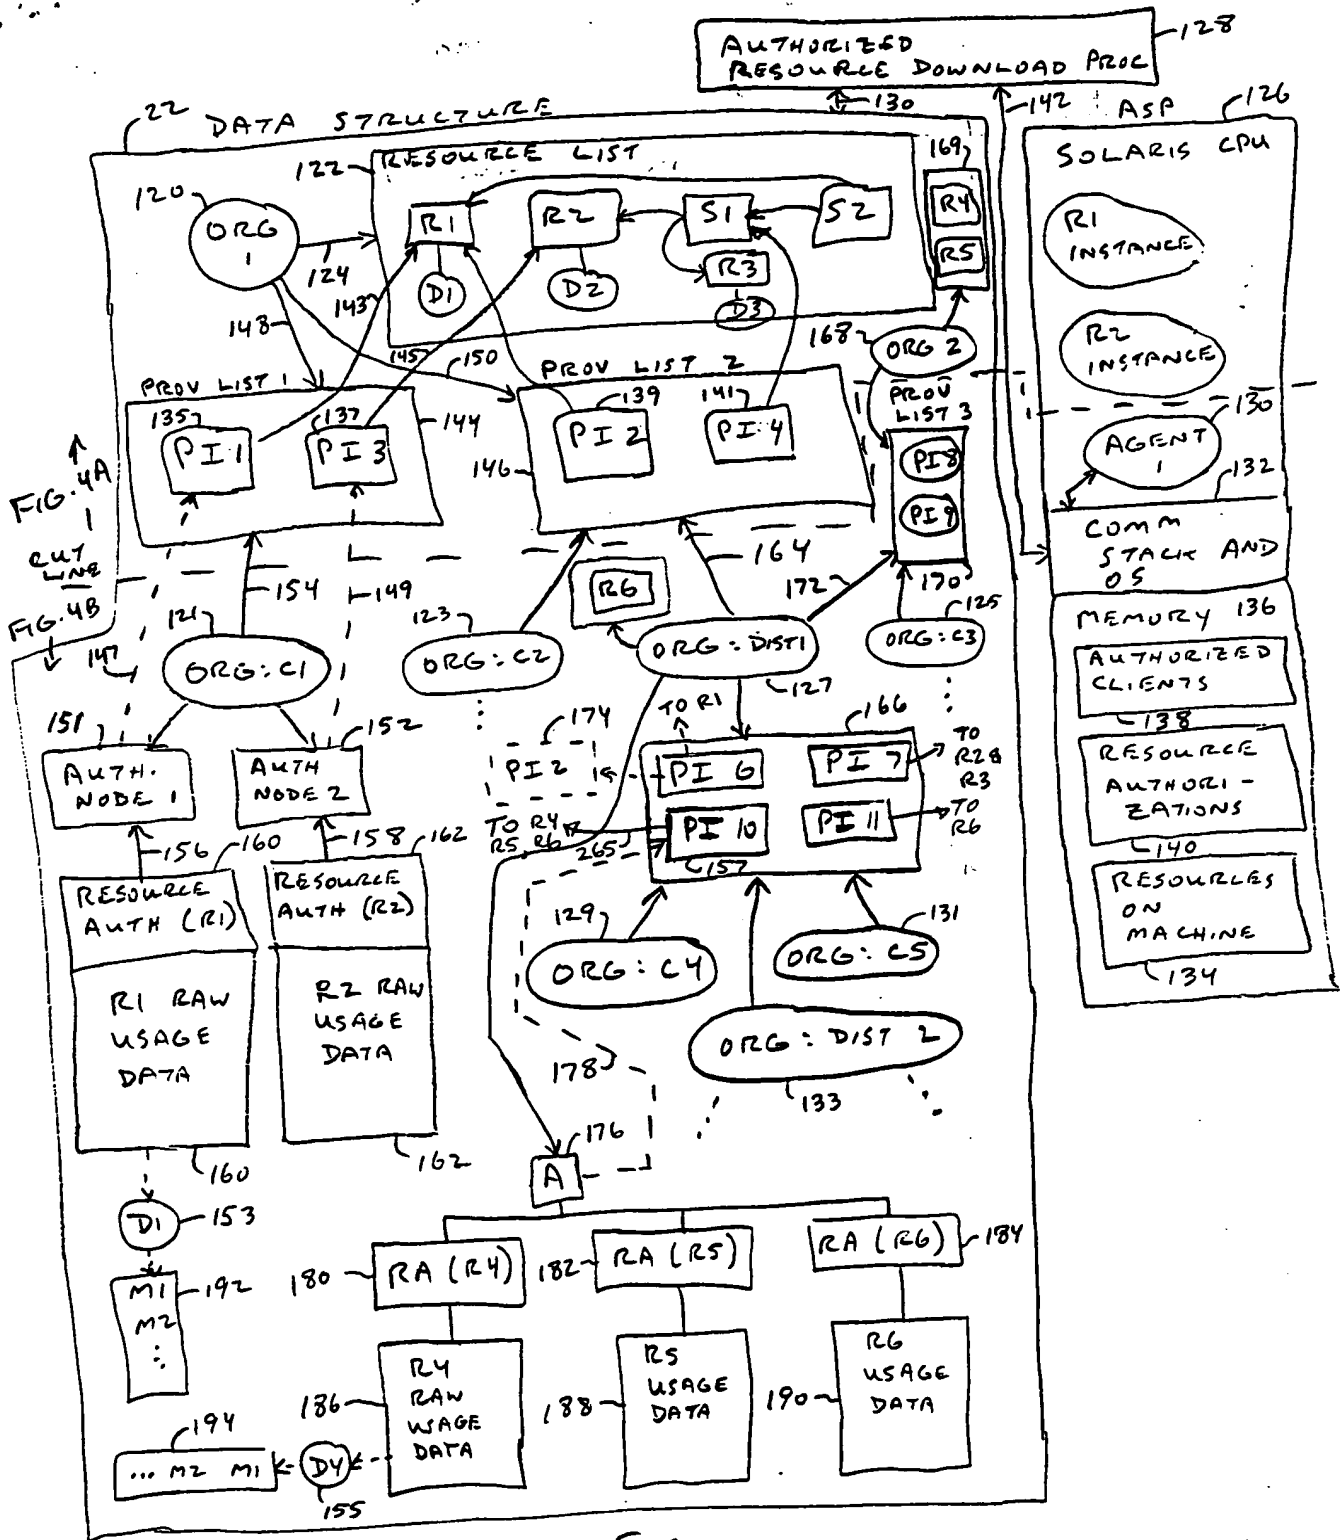 128
AUTHORIZED
RESOURCE DOWNLOAD PROC
130
142
22
DATA STRUCTURE
ASP
126
SOLARIS CPU
122
RESOURCE LIST
169
120
ORG
1
R1
R2
S1
S2
R4
R5
R1
INSTANCE
124
R3
D1
D2
D3
143
148
168
ORG 2
R2
INSTANCE
145
150
PROV LIST 1
PROV LIST 2
PROV
LIST 3
135
137
139
141
144
PI 1
PI 3
PI 2
PI 4
146
PI 8
PI 9
130
AGENT
1
132
FIG. 4A
CUT
LINE
FIG. 4B
COMM
STACK AND
OS
164
172
170
154
149
R6
121
123
125
147
ORG: C1
ORG: C2
ORG: DIST1
ORG: C3
127
MEMORY 136
AUTHORIZED
CLIENTS
138
151
152
174
TO R1
166
AUTH.
NODE 1
AUTH
NODE 2
PI 2
PI 6
PI 7
TO
R2 &
R3
RESOURCE
AUTHORI-
ZATIONS
140
TO R4
R5 R6
PI 10
PI 11
TO
R6
265
157
156
160
158
162
RESOURCE
AUTH (R1)
RESOURCE
AUTH (R2)
RESOURCES
ON
MACHINE
134
129
131
ORG: C4
ORG: C5
R1 RAW
USAGE
DATA
R2 RAW
USAGE
DATA
ORG: DIST 2
133
178
160
162
176
A
D1
153
180
RA (R4)
182
RA (R5)
RA (R6)
184
M1
M2
192
R4
RAW
USAGE
DATA
186
R5
USAGE
DATA
188
R6
USAGE
DATA
190
194
... M2 M1
D4
155